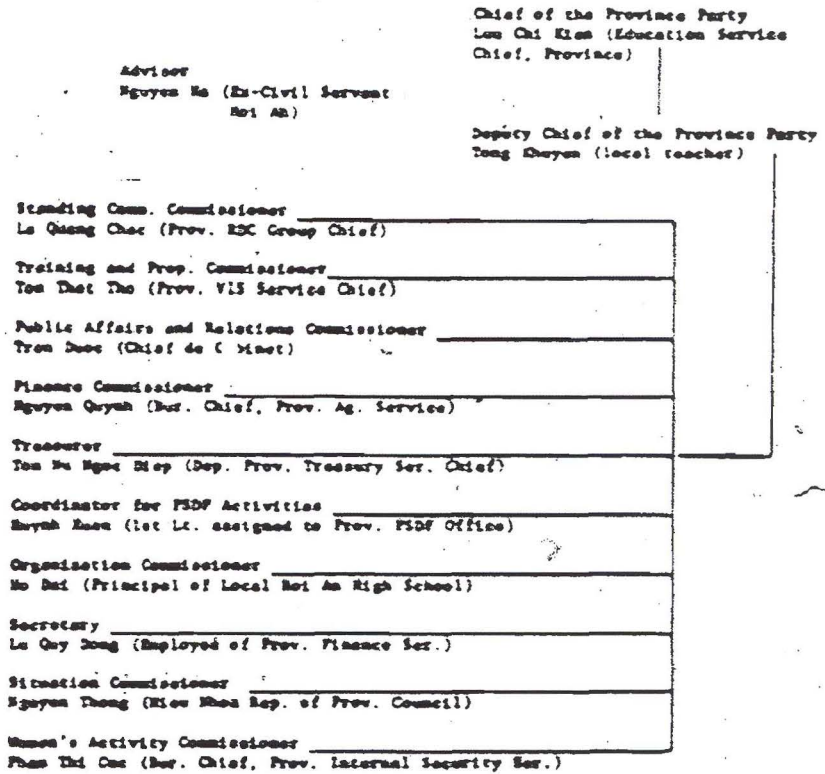 Chief of the Province Party
Lou Chi Kien (Education Service
Chief, Province)
Advisor
Nguyen Ha (Ex-Civil Servant
Hoi An)
Deputy Chief of the Province Party
Tong Khuyen (local teacher)
Standing Comm. Commissioner
Le Quang Chac (Prov. RDC Group Chief)
Training and Prop. Commissioner
Ton That Tho (Prov. VIS Service Chief)
Public Affairs and Relations Commissioner
Tran Duoc (Chief de
Finance Commissioner
Nguyen Quynh (Bur. Chief, Prov. Ag. Service)
Treasurer
Ton Nu Ngoc Diep (Dep. Prov. Treasury Ser. Chief)
Coordinator for PSDF Activities
Huynh Xuan (1st Lt. assigned to Prov. PSDF Office)
Organization Commissioner
Ho Dai (Principal of Local Hoi An High School)
Secretary
Le Quy Dong (Employed of Prov. Finance Ser.)
Situation Commissioner
Nguyen Thong (Hieu Nhon Rep. of Prov. Council)
Women's Activity Commissioner
Phan Thi Cuc (Bur. Chief, Prov. Internal Security Ser.)